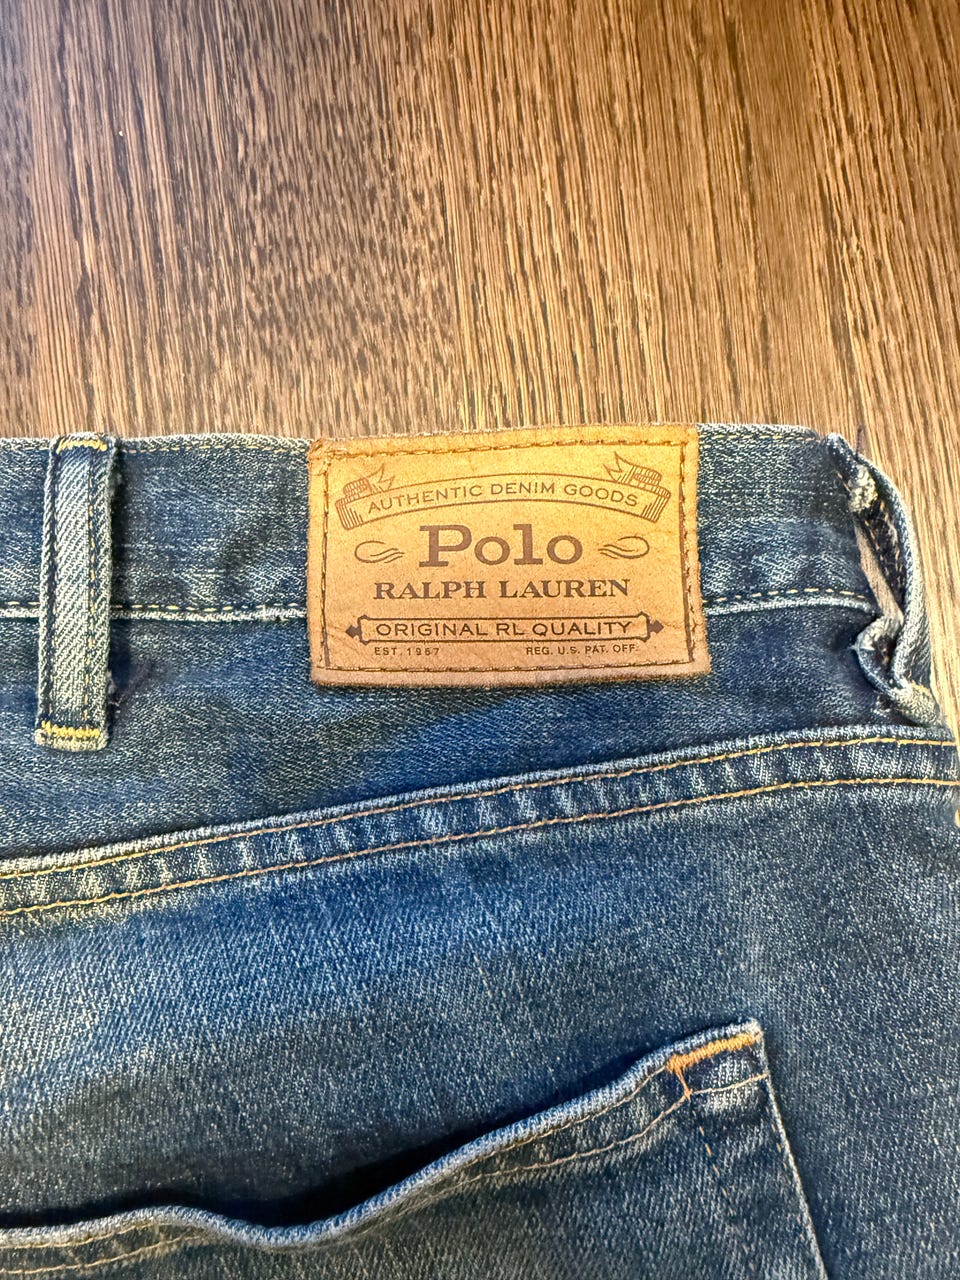 AUTHENTIC DENIM GOODS
Polo
RALPH LAUREN
ORIGINAL RL QUALITY
EST. 1967 REG. U.S. PAT. OFF.